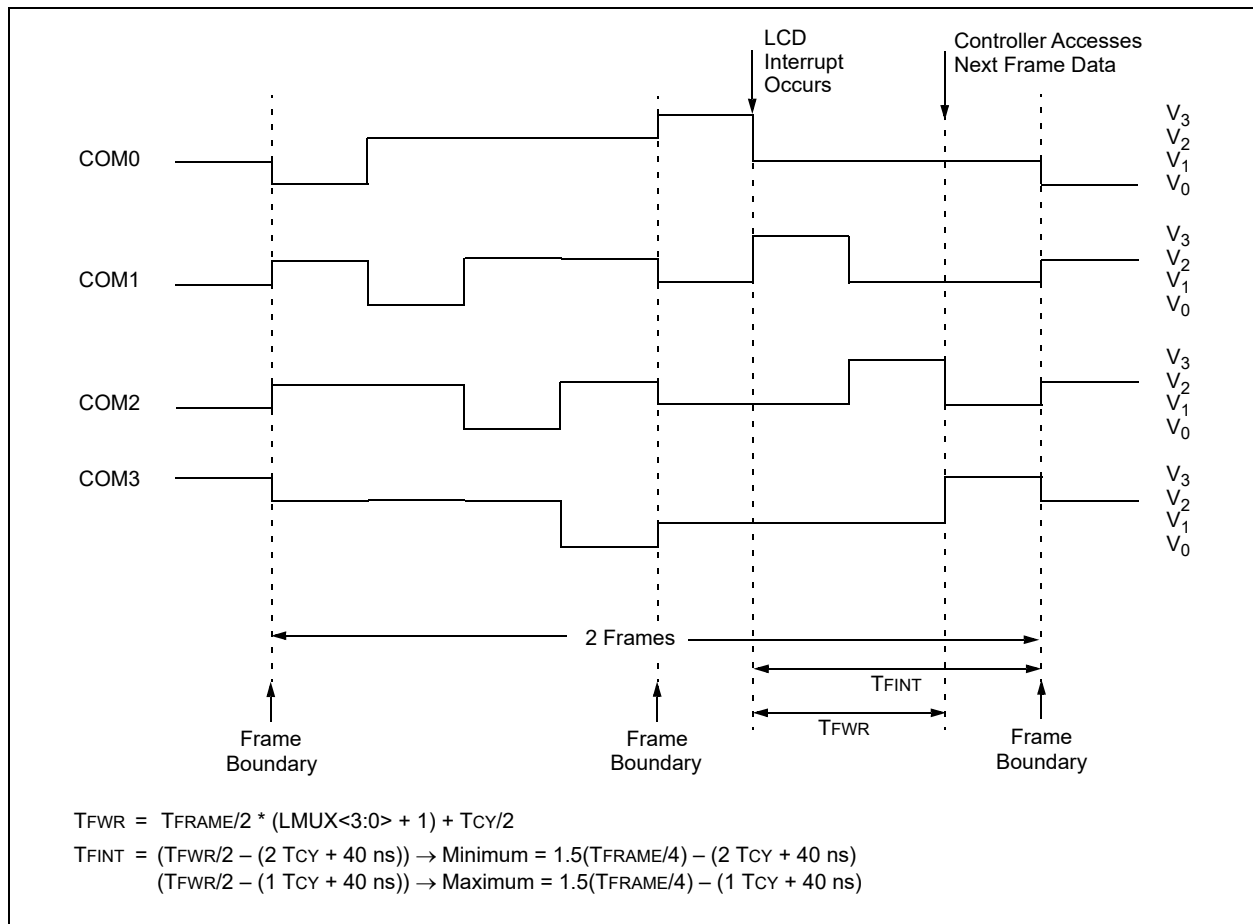 LCD
Interrupt
Occurs
Controller Accesses
Next Frame Data
COM0
V3
V2
V1
V0
COM1
V3
V2
V1
V0
COM2
V3
V2
V1
V0
COM3
V3
V2
V1
V0
2 Frames
TFINT
TFWR
Frame
Boundary
Frame
Boundary
Frame
Boundary
TFWR = TFRAME/2 * (LMUX<3:0> + 1) + TCY/2
TFINT = (TFWR/2 – (2 TCY + 40 ns)) → Minimum = 1.5(TFRAME/4) – (2 TCY + 40 ns)
(TFWR/2 – (1 TCY + 40 ns)) → Maximum = 1.5(TFRAME/4) – (1 TCY + 40 ns)